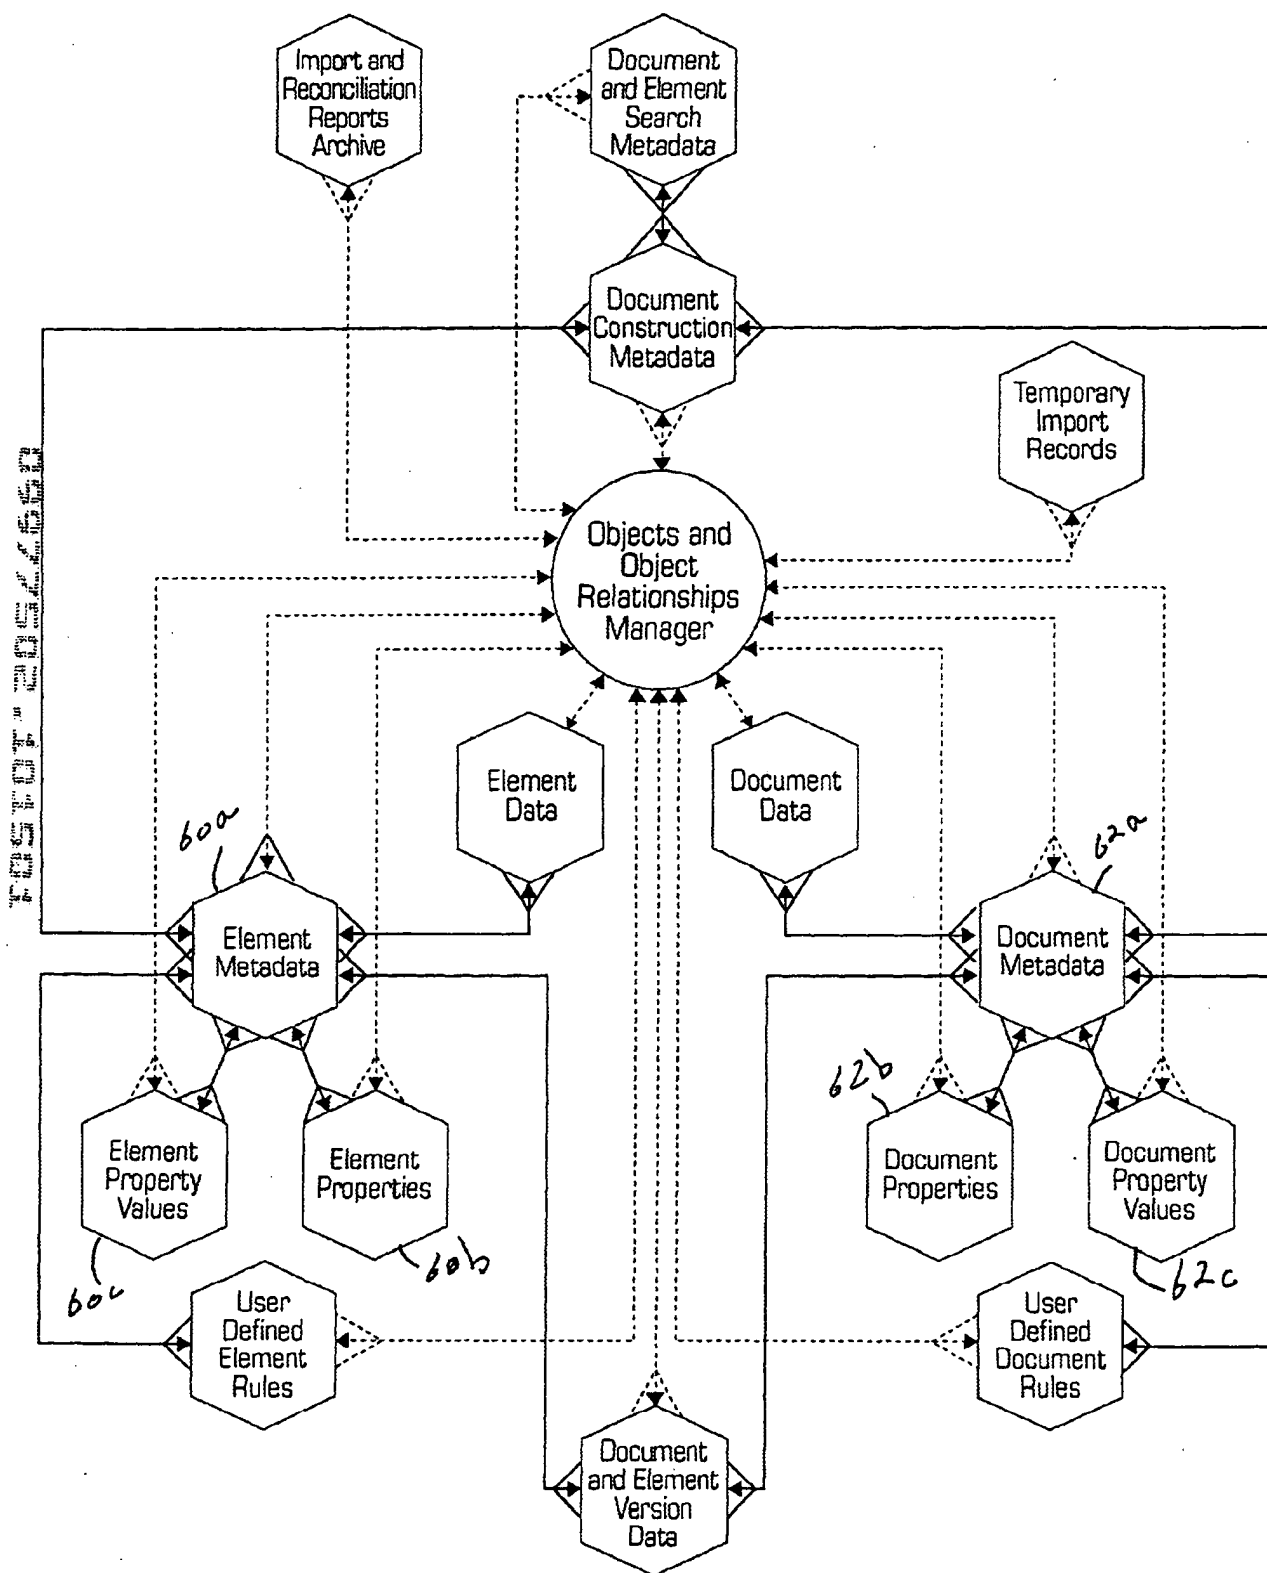 Import and
Reconciliation
Reports
Archive
Document
and Element
Search
Metadata
Document
Construction
Metadata
Temporary
Import
Records
Objects and
Object
Relationships
Manager
Element
Data
Document
Data
60a
62a
Element
Metadata
Document
Metadata
62b
Element
Property
Values
Element
Properties
Document
Properties
Document
Property
Values
60c
60b
62c
User
Defined
Element
Rules
User
Defined
Document
Rules
Document
and Element
Version
Data